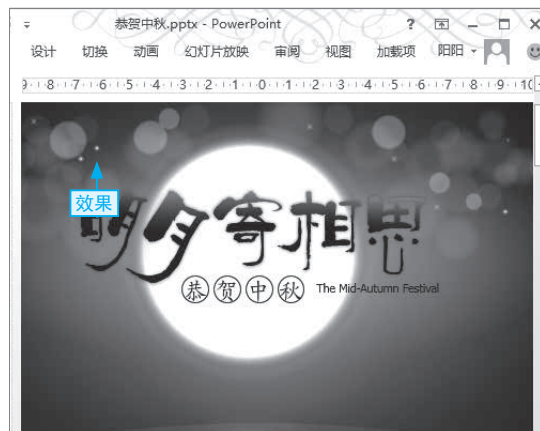 恭贺中秋.pptx - PowerPoint ?
设计 切换 动画 幻灯片放映 审阅 视图 加载项 阳阳
9 8 7 6 5 4 3 2 1 0 1 2 3 4 5 6 7 8 9 10
效果
明月寄相思
恭贺中秋 The Mid-Autumn Festival